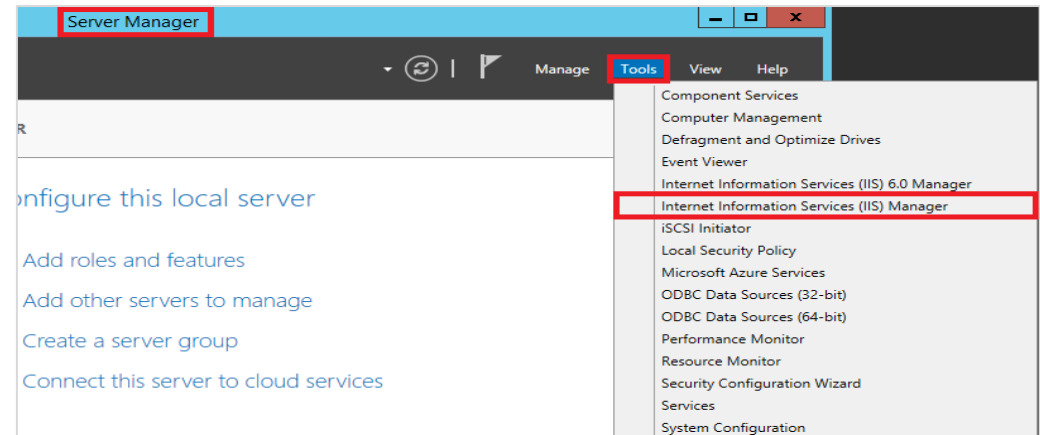 Server Manager
Manage Tools View Help
Component Services
Computer Management
Defragment and Optimize Drives
Event Viewer
Internet Information Services (IIS) 6.0 Manager
Internet Information Services (IIS) Manager
iSCSI Initiator
Local Security Policy
Microsoft Azure Services
ODBC Data Sources (32-bit)
ODBC Data Sources (64-bit)
Performance Monitor
Resource Monitor
Security Configuration Wizard
Services
System Configuration
R
onfigure this local server
Add roles and features
Add other servers to manage
Create a server group
Connect this server to cloud services